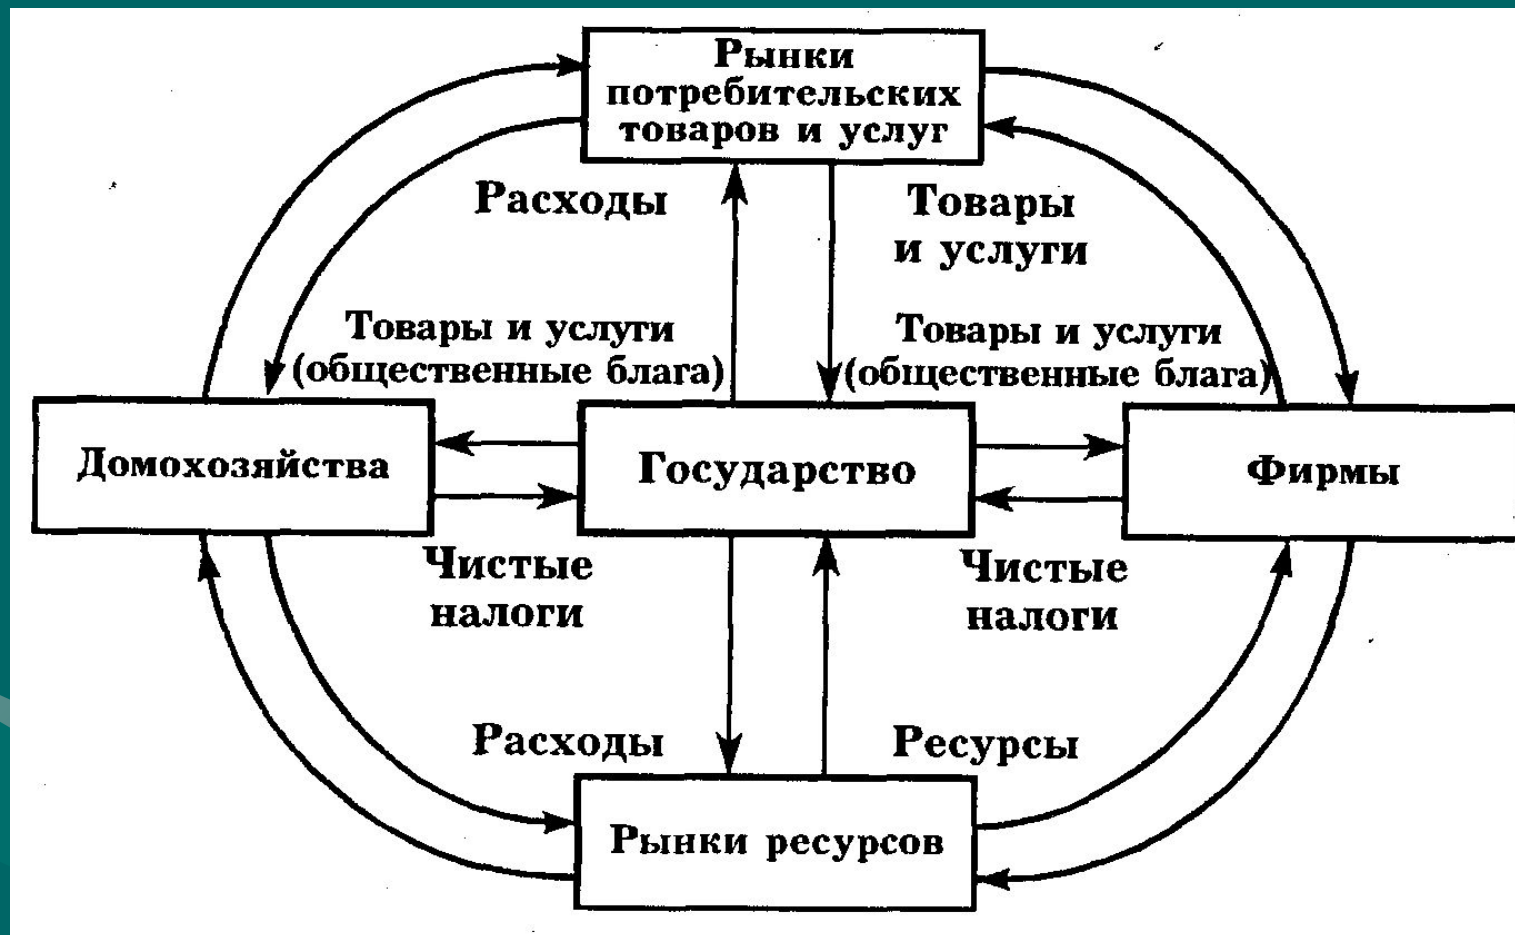 Рынки
потребительских
товаров и услуг
Расходы
Товары
и услуги
Товары и услуги
(общественные блага)
Товары и услуги
(общественные блага)
Домохозяйства
Государство
Фирмы
Чистые
налоги
Чистые
налоги
Расходы
Ресурсы
Рынки ресурсов